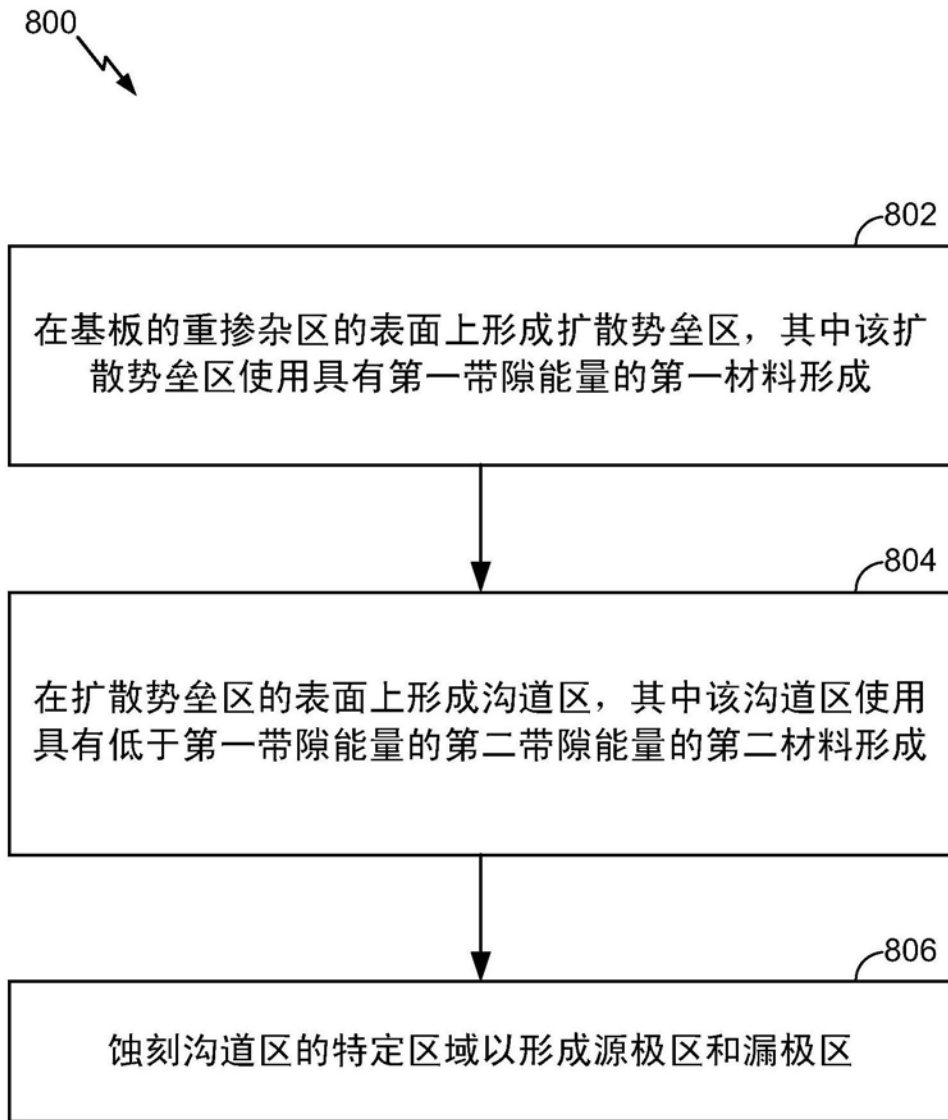 800
802
在基板的重掺杂区的表面上形成扩散势垒区，其中该扩
散势垒区使用具有第一带隙能量的第一材料形成
804
在扩散势垒区的表面上形成沟道区，其中该沟道区使用
具有低于第一带隙能量的第二带隙能量的第二材料形成
806
蚀刻沟道区的特定区域以形成源极区和漏极区